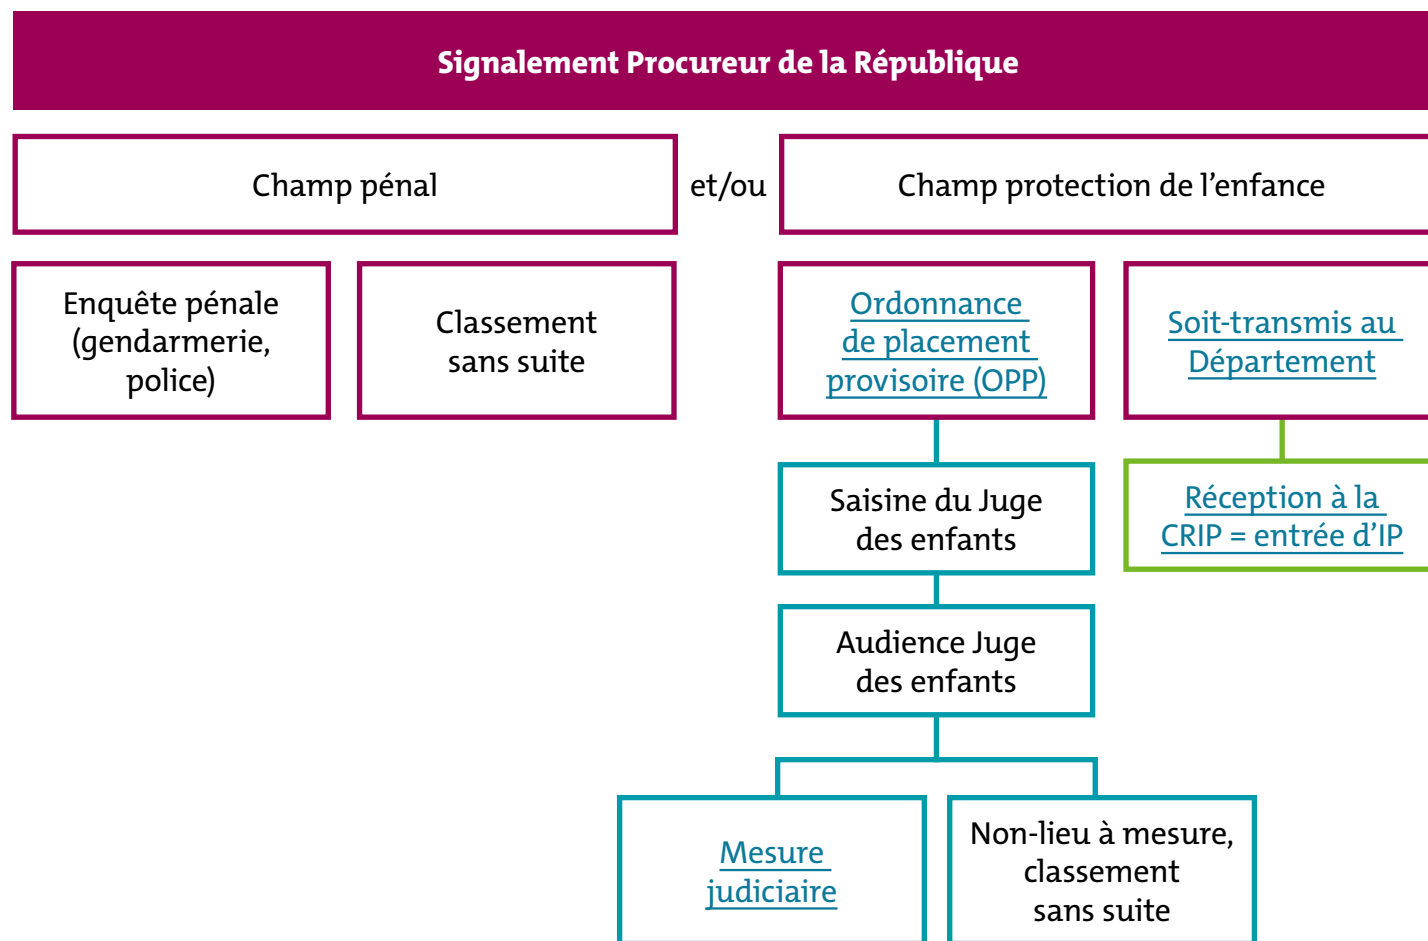 Signalement Procureur de la République
Champ pénal
et/ou
Champ protection de l'enfance
Enquête pénale
(gendarmerie,
police)
Classement
sans suite
Ordonnance
de placement
provisoire (OPP)
Soit-transmis au
Département
Saisine du Juge
des enfants
Réception à la
CRIP = entrée d'IP
Audience Juge
des enfants
Mesure
judiciaire
Non-lieu à mesure,
classement
sans suite